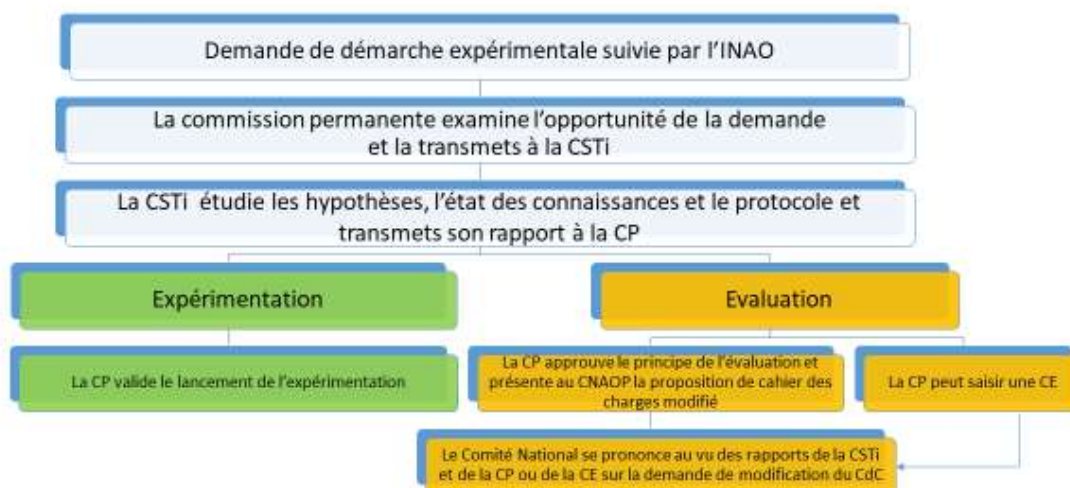 Demande de démarche expérimentale suivie par l'INAO
La commission permanente examine l'opportunité de la demande
et la transmets à la CSTi
La CSTi étudie les hypothèses, l'état des connaissances et le protocole et
transmets son rapport à la CP
Expérimentation
Evaluation
La CP valide le lancement de l'expérimentation
La CP approuve le principe de l'évaluation et
présente au CNAOP la proposition de cahier des
charges modifié
La CP peut saisir une CE
Le Comité National se prononce au vu des rapports de la CSTi
et de la CP ou de la CE sur la demande de modification du CdC